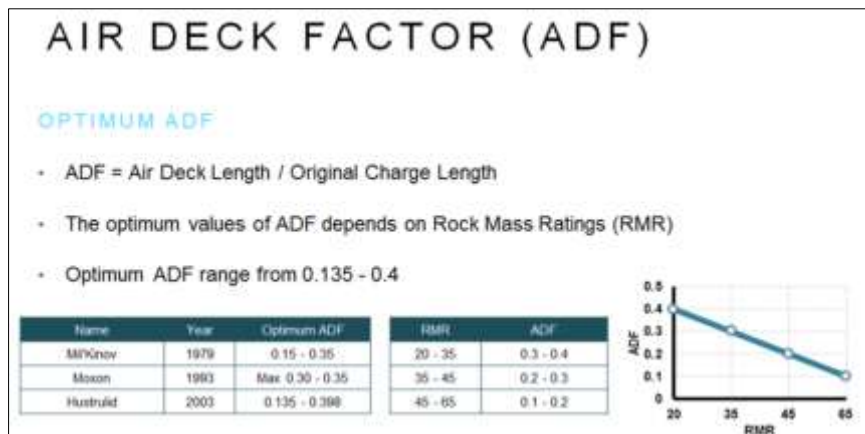 AIR DECK FACTOR (ADF)
OPTIMUM ADF
• ADF = Air Deck Length / Original Charge Length
• The optimum values of ADF depends on Rock Mass Ratings (RMR)
• Optimum ADF range from 0.135 - 0.4
Name Year Optimum ADF
Mil'Kinov 1979 0.15 - 0.35
Moxon 1993 Max 0.30 - 0.35
Hustrulid 2003 0.135 - 0.398
RMR ADF
20 - 35 0.3 - 0.4
35 - 45 0.2 - 0.3
45 - 65 0.1 - 0.2
0.5
0.4
0.3
0.2
0.1
0
ADF
20 35 45 65
RMR